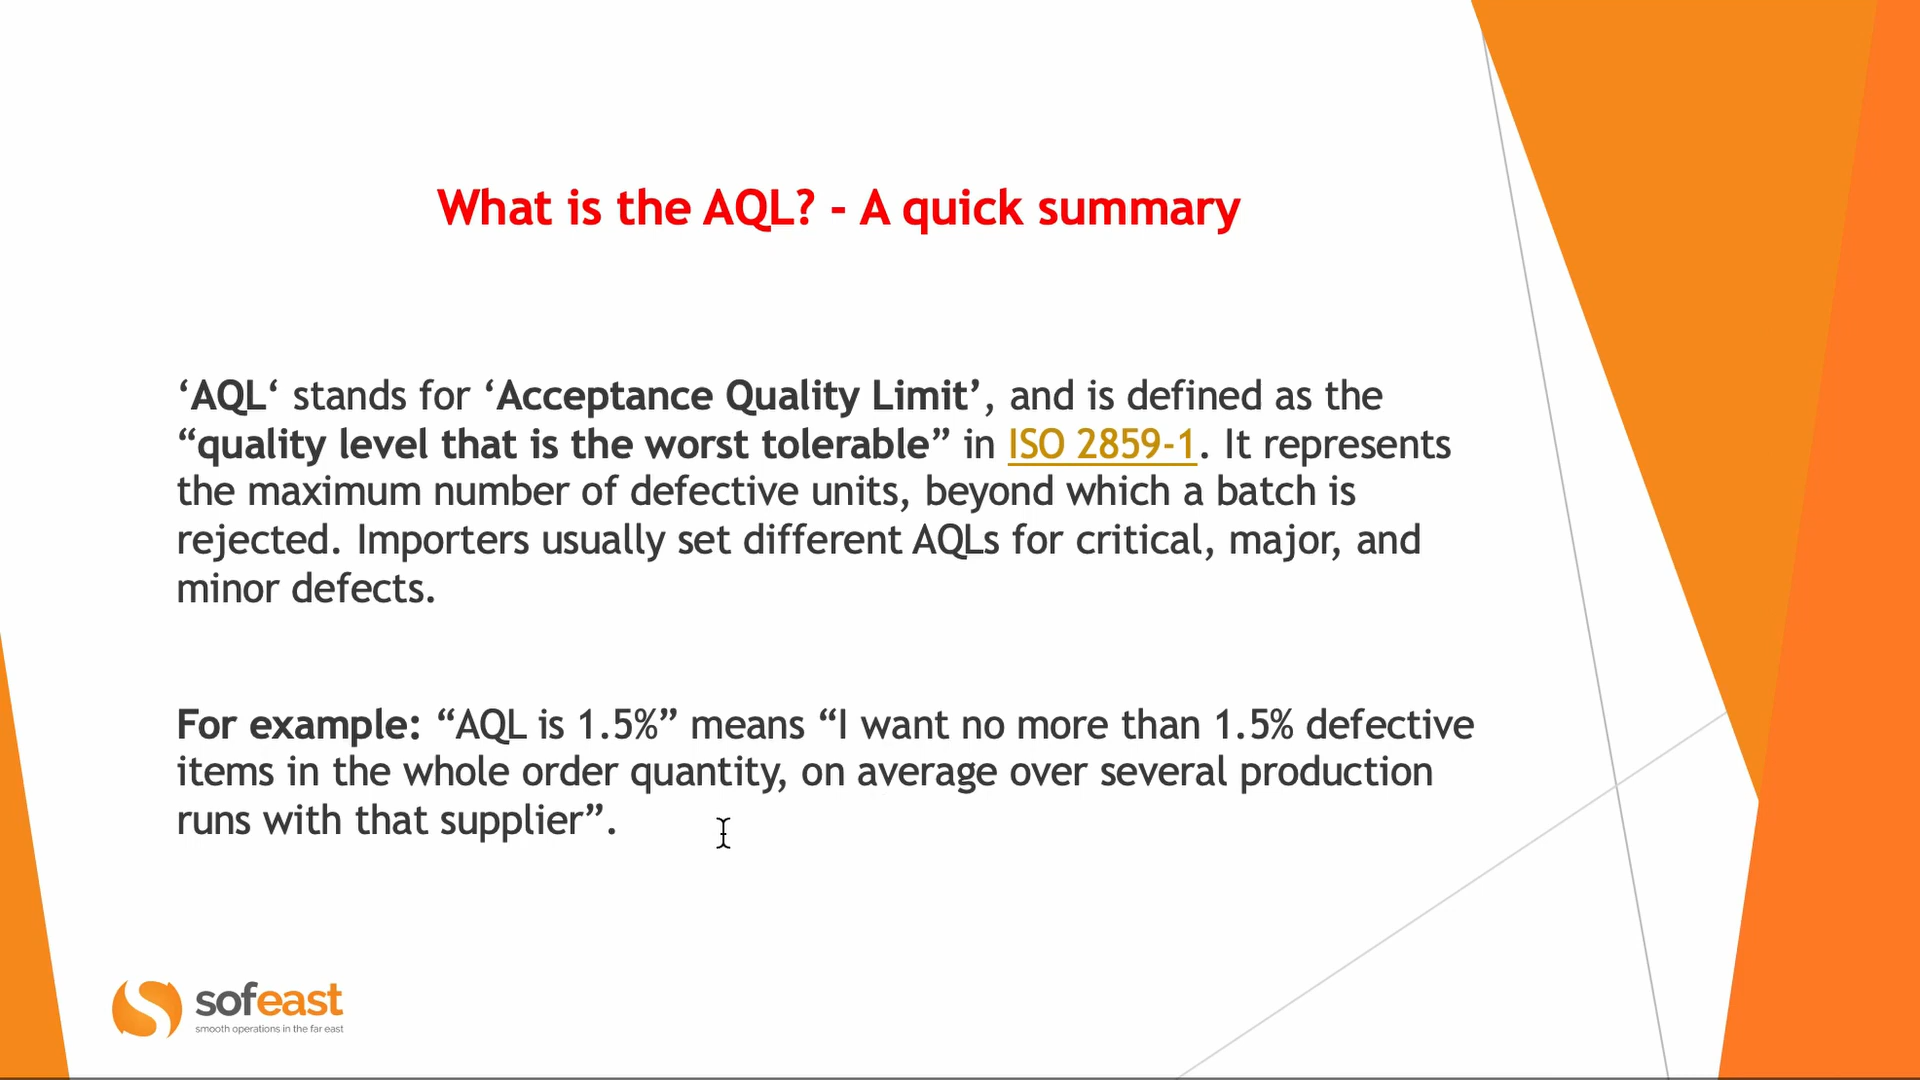 What is the AQL? - A quick summary
‘AQL‘ stands for ‘Acceptance Quality Limit’, and is defined as the
“quality level that is the worst tolerable” in ISO 2859-1. It represents
the maximum number of defective units, beyond which a batch is
rejected. Importers usually set different AQLs for critical, major, and
minor defects.
For example: “AQL is 1.5%” means “I want no more than 1.5% defective
items in the whole order quantity, on average over several production
runs with that supplier”.
sofeast
smooth operations in the far east